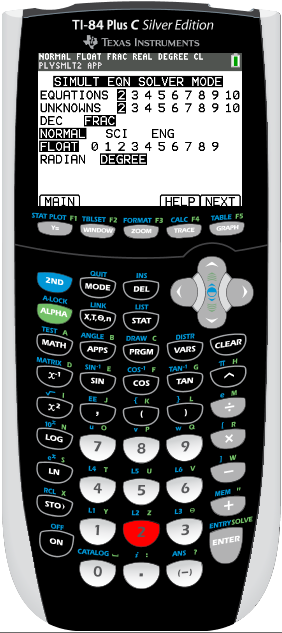 TI-84 Plus C Silver Edition
TEXAS INSTRUMENTS
NORMAL FLOAT FRAC REAL DEGREE CL
PLYSMLT2 APP
SIMULT EQN SOLVER MODE
EQUATIONS 2 3 4 5 6 7 8 9 10
UNKNOWNS 2 3 4 5 6 7 8 9 10
DEC FRAC
NORMAL SCI ENG
FLOAT 0 1 2 3 4 5 6 7 8 9
RADIAN DEGREE
MAIN HELP NEXT
STAT PLOT F1 TBLSET F2 FORMAT F3 CALC F4 TABLE F5
Y= WINDOW ZOOM TRACE GRAPH
QUIT INS
2ND MODE DEL
A-LOCK LINK LIST
ALPHA X,T,Θ,n STAT
TEST A ANGLE B DRAW C DISTR
MATH APPS PRGM VARS CLEAR
MATRIX D SIN⁻¹ E COS⁻¹ F TAN⁻¹ G π H
x⁻¹ SIN COS TAN ^
√ I EE J { K } L e M
x² , ( ) ÷
10ˣ N u O v P w Q [ R
LOG 7 8 9 ×
eˣ S L4 T L5 U L6 V ] W
LN 4 5 6 −
RCL X L1 Y L2 Z L3 θ MEM "
STO› 1 2 3 +
OFF CATALOG ⎵ i : ANS ? ENTRY SOLVE
ON 0 . (−) ENTER